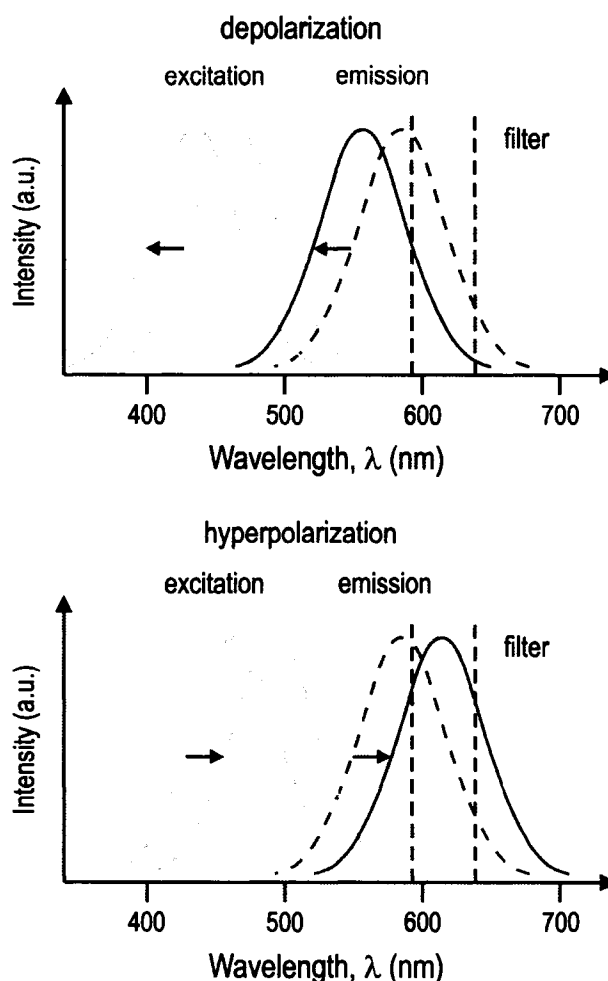 depolarization
excitation emission
filter
Intensity (a.u.)
400 500 600 700
Wavelength, λ (nm)
hyperpolarization
excitation emission
filter
Intensity (a.u.)
400 500 600 700
Wavelength, λ (nm)